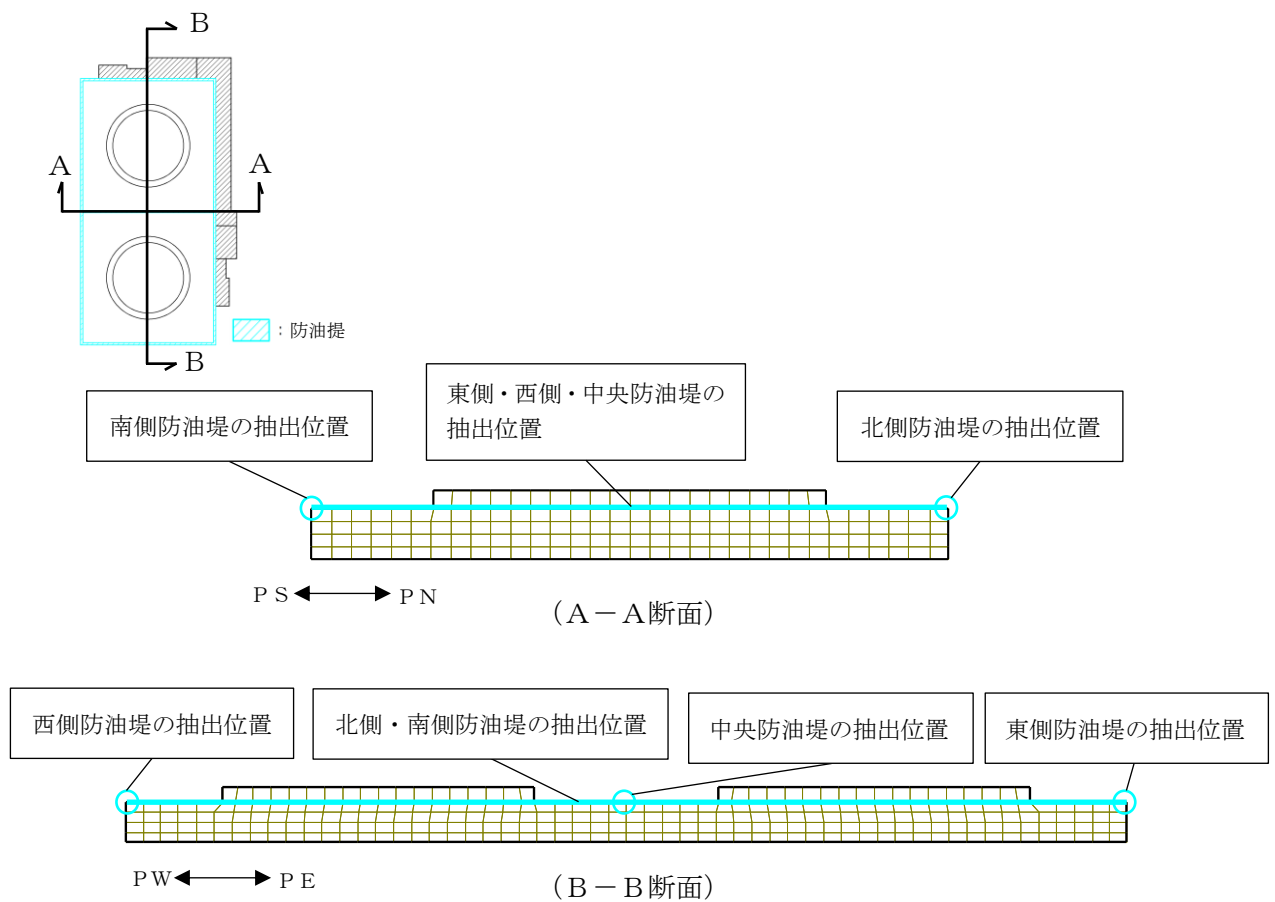 B
A
A
：防油提
B
南側防油堤の抽出位置
東側・西側・中央防油堤の
抽出位置
北側防油堤の抽出位置
ＰＳ
ＰＮ
（Ａ－Ａ断面）
西側防油堤の抽出位置
北側・南側防油堤の抽出位置
中央防油堤の抽出位置
東側防油堤の抽出位置
ＰＷ
ＰＥ
（Ｂ－Ｂ断面）